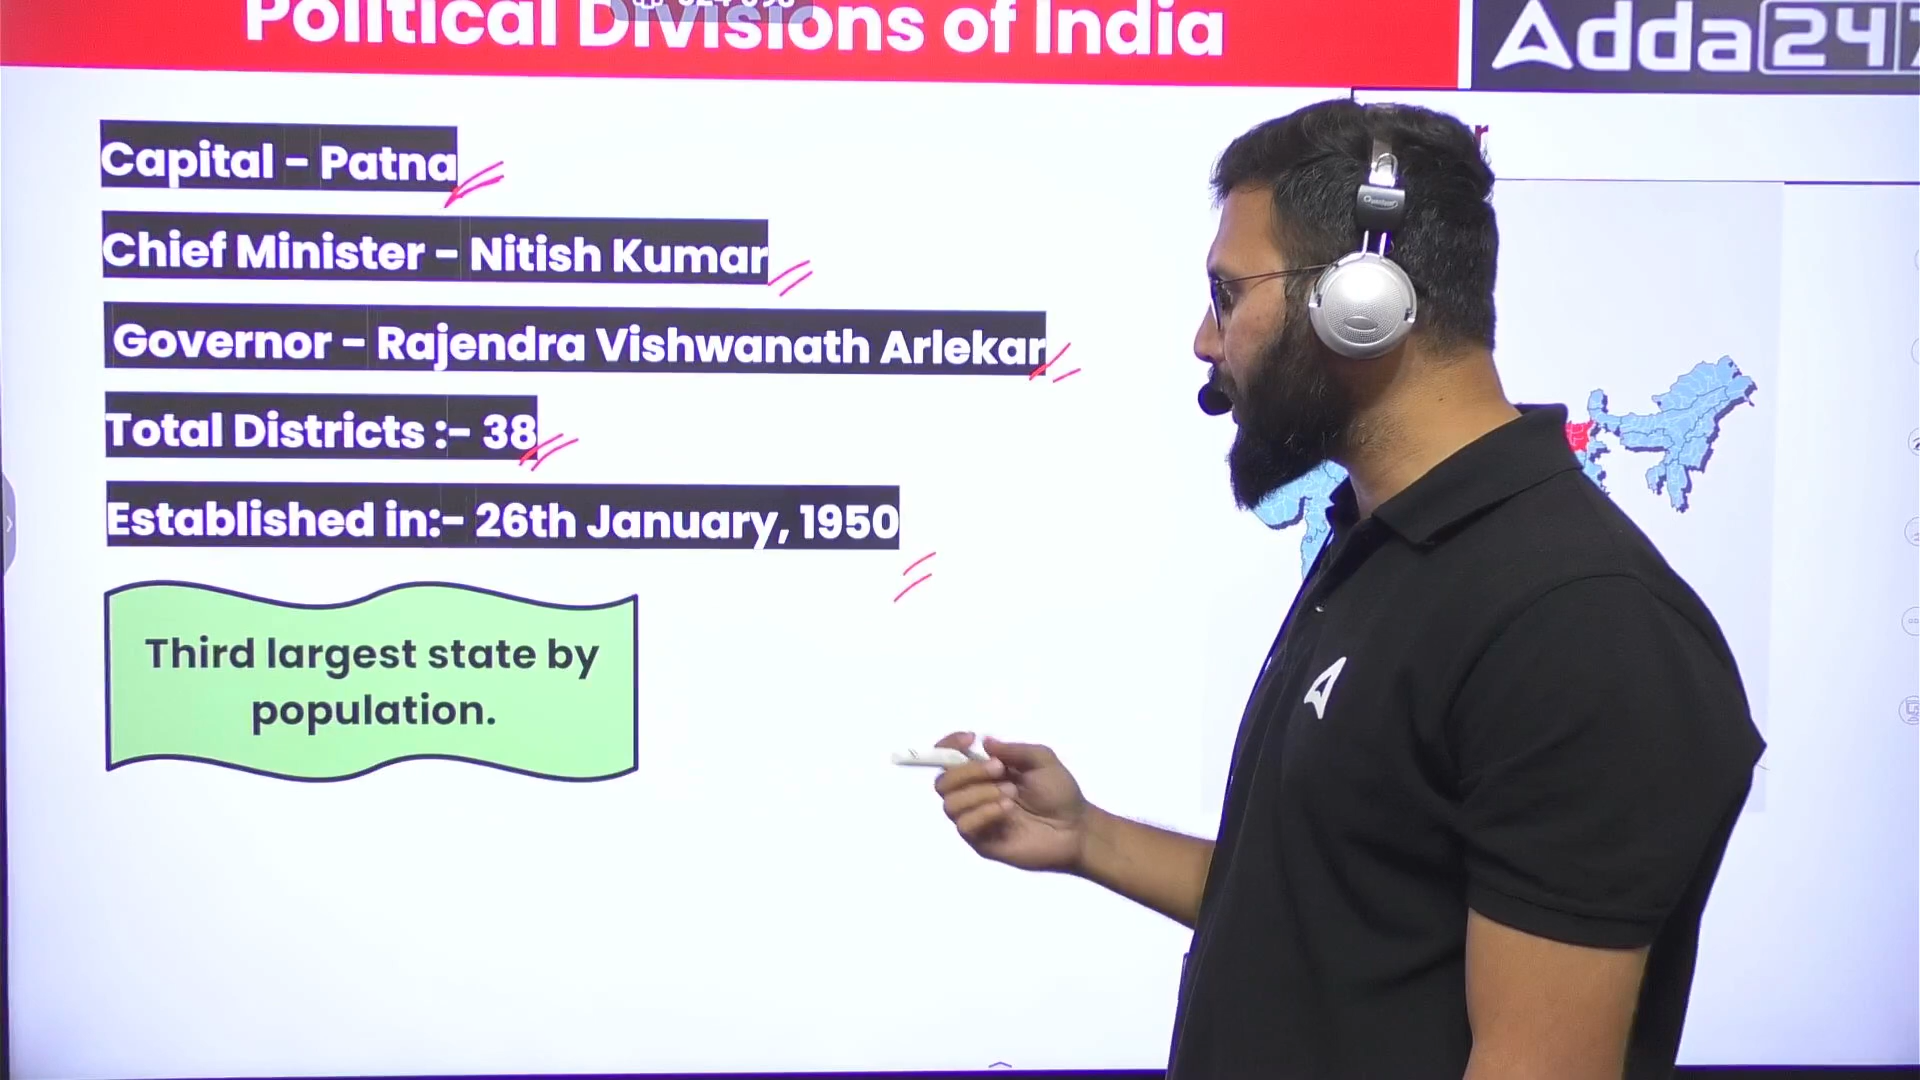 Political Divisions of India
Adda247
Capital - Patna
Chief Minister - Nitish Kumar
Governor - Rajendra Vishwanath Arlekar
Total Districts :- 38
Established in:- 26th January, 1950
Third largest state by
population.